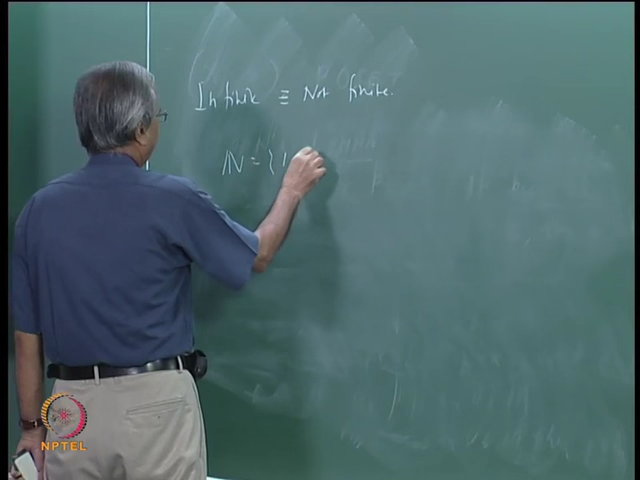 Infinite ≡ Not finite.
ℕ = {1
NPTEL